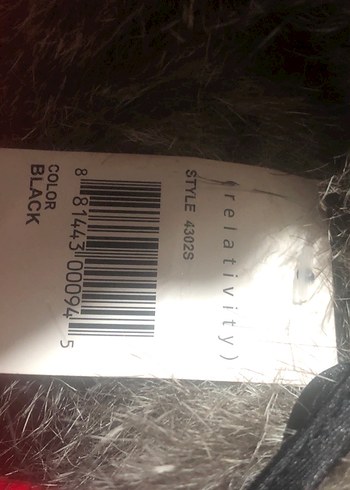 (relativity)
STYLE 4302S
8 81443 00094 5
COLOR
BLACK